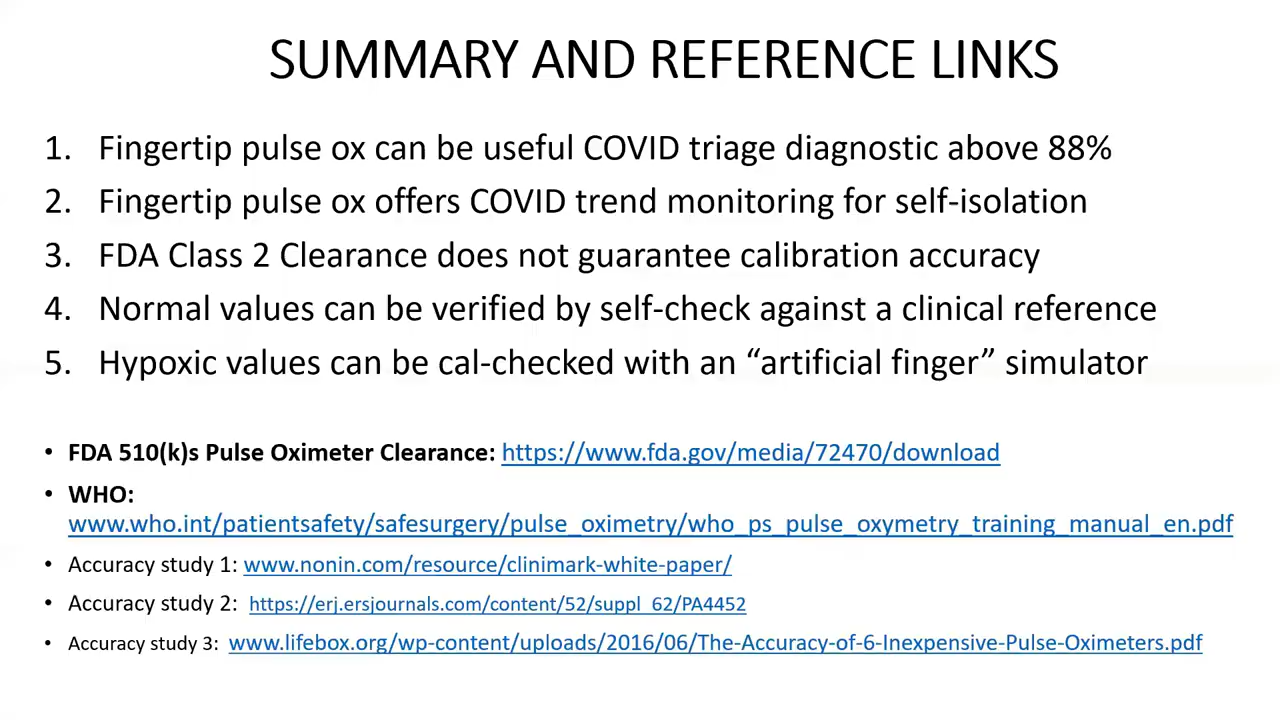 SUMMARY AND REFERENCE LINKS
1. Fingertip pulse ox can be useful COVID triage diagnostic above 88%
2. Fingertip pulse ox offers COVID trend monitoring for self-isolation
3. FDA Class 2 Clearance does not guarantee calibration accuracy
4. Normal values can be verified by self-check against a clinical reference
5. Hypoxic values can be cal-checked with an “artificial finger” simulator
• FDA 510(k)s Pulse Oximeter Clearance: https://www.fda.gov/media/72470/download
• WHO:
www.who.int/patientsafety/safesurgery/pulse_oximetry/who_ps_pulse_oxymetry_training_manual_en.pdf
• Accuracy study 1: www.nonin.com/resource/clinimark-white-paper/
• Accuracy study 2: https://erj.ersjournals.com/content/52/suppl_62/PA4452
• Accuracy study 3: www.lifebox.org/wp-content/uploads/2016/06/The-Accuracy-of-6-Inexpensive-Pulse-Oximeters.pdf